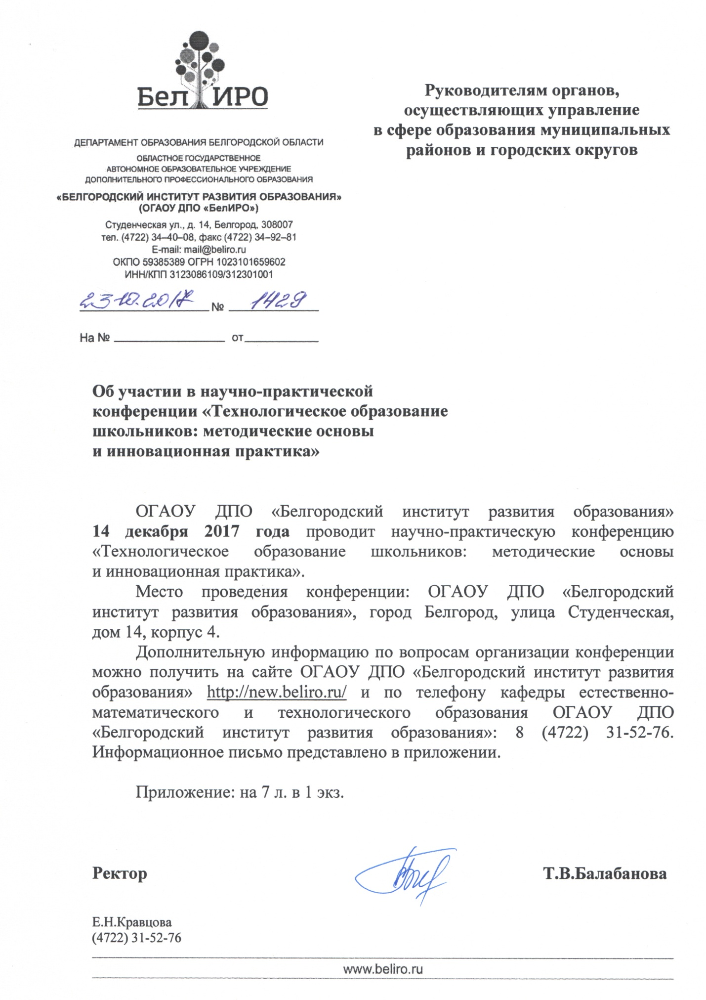 БелИРО
ДЕПАРТАМЕНТ ОБРАЗОВАНИЯ БЕЛГОРОДСКОЙ ОБЛАСТИ
ОБЛАСТНОЕ ГОСУДАРСТВЕННОЕ
АВТОНОМНОЕ ОБРАЗОВАТЕЛЬНОЕ УЧРЕЖДЕНИЕ
ДОПОЛНИТЕЛЬНОГО ПРОФЕССИОНАЛЬНОГО ОБРАЗОВАНИЯ
«БЕЛГОРОДСКИЙ ИНСТИТУТ РАЗВИТИЯ ОБРАЗОВАНИЯ»
(ОГАОУ ДПО «БелИРО»)
Студенческая ул., д. 14, Белгород, 308007
тел. (4722) 34–40–08, факс (4722) 34–92–81
E-mail: mail@beliro.ru
ОКПО 59385389 ОГРН 1023101659602
ИНН/КПП 3123086109/312301001
23.10.2017 № 1429
На № от
Руководителям органов,
осуществляющих управление
в сфере образования муниципальных
районов и городских округов
Об участии в научно-практической
конференции «Технологическое образование
школьников: методические основы
и инновационная практика»
ОГАОУ ДПО «Белгородский институт развития образования»
14 декабря 2017 года проводит научно-практическую конференцию
«Технологическое образование школьников: методические основы
и инновационная практика».
Место проведения конференции: ОГАОУ ДПО «Белгородский
институт развития образования», город Белгород, улица Студенческая,
дом 14, корпус 4.
Дополнительную информацию по вопросам организации конференции
можно получить на сайте ОГАОУ ДПО «Белгородский институт развития
образования» http://new.beliro.ru/ и по телефону кафедры естественно-
математического и технологического образования ОГАОУ ДПО
«Белгородский институт развития образования»: 8 (4722) 31-52-76.
Информационное письмо представлено в приложении.
Приложение: на 7 л. в 1 экз.
Ректор Т.В.Балабанова
Е.Н.Кравцова
(4722) 31-52-76
www.beliro.ru